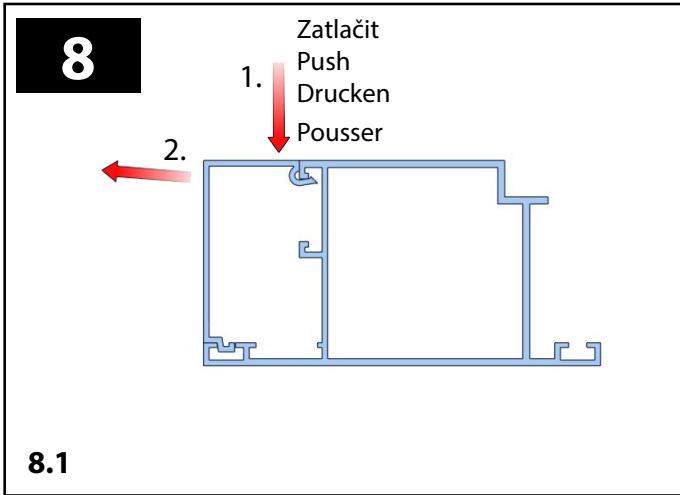 8
Zatlačit
1. Push
Drucken
Pousser
2.
8.1